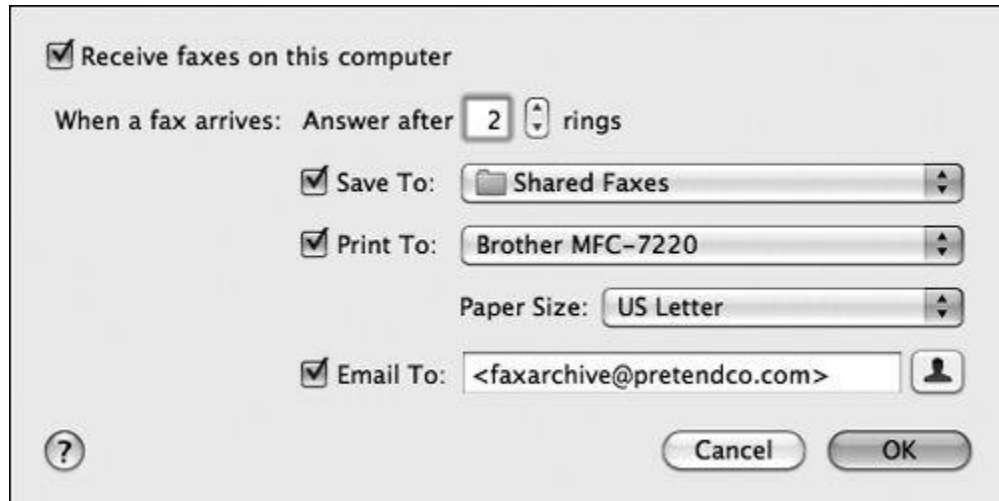 Receive faxes on this computer
When a fax arrives: Answer after 2 rings
Save To: Shared Faxes
Print To: Brother MFC-7220
Paper Size: US Letter
Email To: <faxarchive@pretendco.com>
? Cancel OK